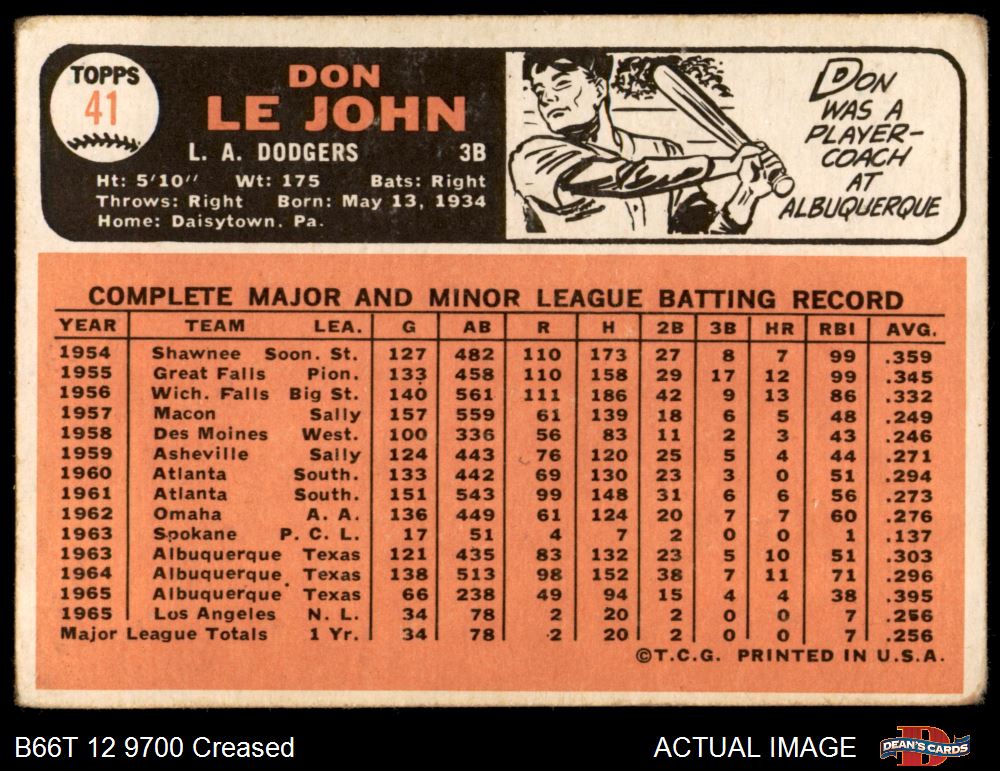 TOPPS
41
DON
LE JOHN
L. A. DODGERS 3B
Ht: 5'10" Wt: 175 Bats: Right
Throws: Right Born: May 13, 1934
Home: Daisytown, Pa.
DON
WAS A
PLAYER-
COACH
AT
ALBUQUERQUE
COMPLETE MAJOR AND MINOR LEAGUE BATTING RECORD
YEAR TEAM LEA. G AB R H 2B 3B HR RBI AVG.
1954 Shawnee Soon. St. 127 482 110 173 27 8 7 99 .359
1955 Great Falls Pion. 133 458 110 158 29 17 12 99 .345
1956 Wich. Falls Big St. 140 561 111 186 42 9 13 86 .332
1957 Macon Sally 157 559 61 139 18 6 5 48 .249
1958 Des Moines West. 100 336 56 83 11 2 3 43 .246
1959 Asheville Sally 124 443 76 120 25 5 4 44 .271
1960 Atlanta South. 133 442 69 130 23 3 0 51 .294
1961 Atlanta South. 151 543 99 148 31 6 6 56 .273
1962 Omaha A. A. 136 449 61 124 20 7 7 60 .276
1963 Spokane P. C. L. 17 51 4 7 2 0 0 1 .137
1963 Albuquerque Texas 121 435 83 132 23 5 10 51 .303
1964 Albuquerque Texas 138 513 98 152 38 7 11 71 .296
1965 Albuquerque Texas 66 238 49 94 15 4 4 38 .395
1965 Los Angeles N. L. 34 78 2 20 2 0 0 7 .256
Major League Totals 1 Yr. 34 78 2 20 2 0 0 7 .256
©T.C.G. PRINTED IN U.S.A.
B66T 12 9700 Creased ACTUAL IMAGE
DEAN'S CARDS